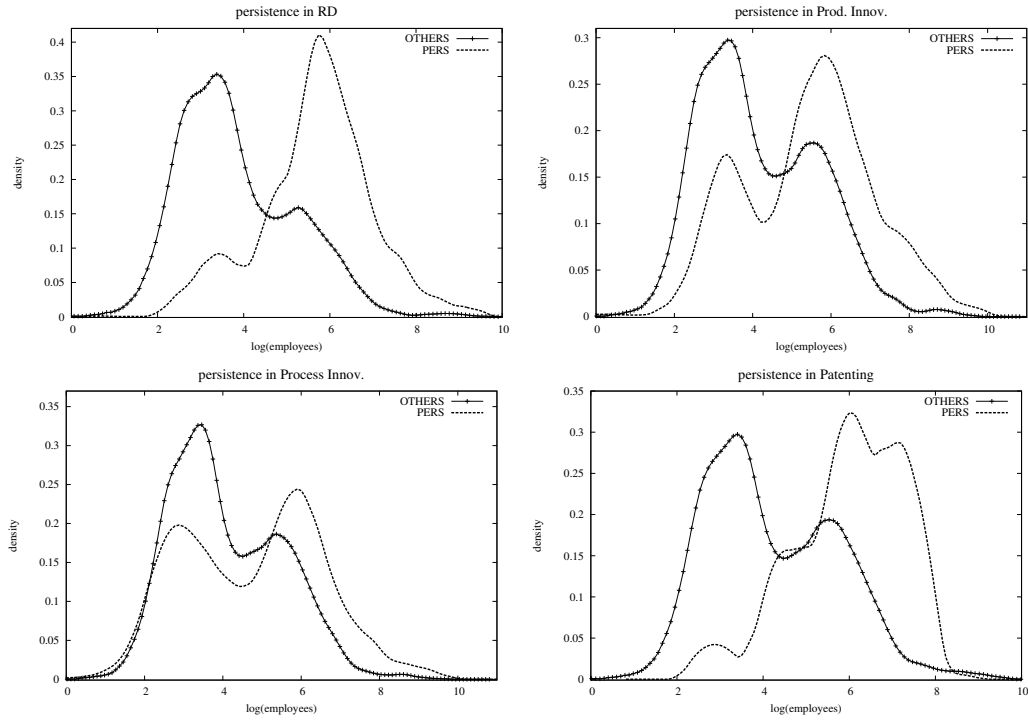 persistence in RD
OTHERS
PERS
density
0.4
0.35
0.3
0.25
0.2
0.15
0.1
0.05
0
0 2 4 6 8 10
log(employees)
persistence in Prod. Innov.
OTHERS
PERS
density
0.3
0.25
0.2
0.15
0.1
0.05
0
0 2 4 6 8 10
log(employees)
persistence in Process Innov.
OTHERS
PERS
density
0.35
0.3
0.25
0.2
0.15
0.1
0.05
0
0 2 4 6 8 10
log(employees)
persistence in Patenting
OTHERS
PERS
density
0.35
0.3
0.25
0.2
0.15
0.1
0.05
0
0 2 4 6 8 10
log(employees)